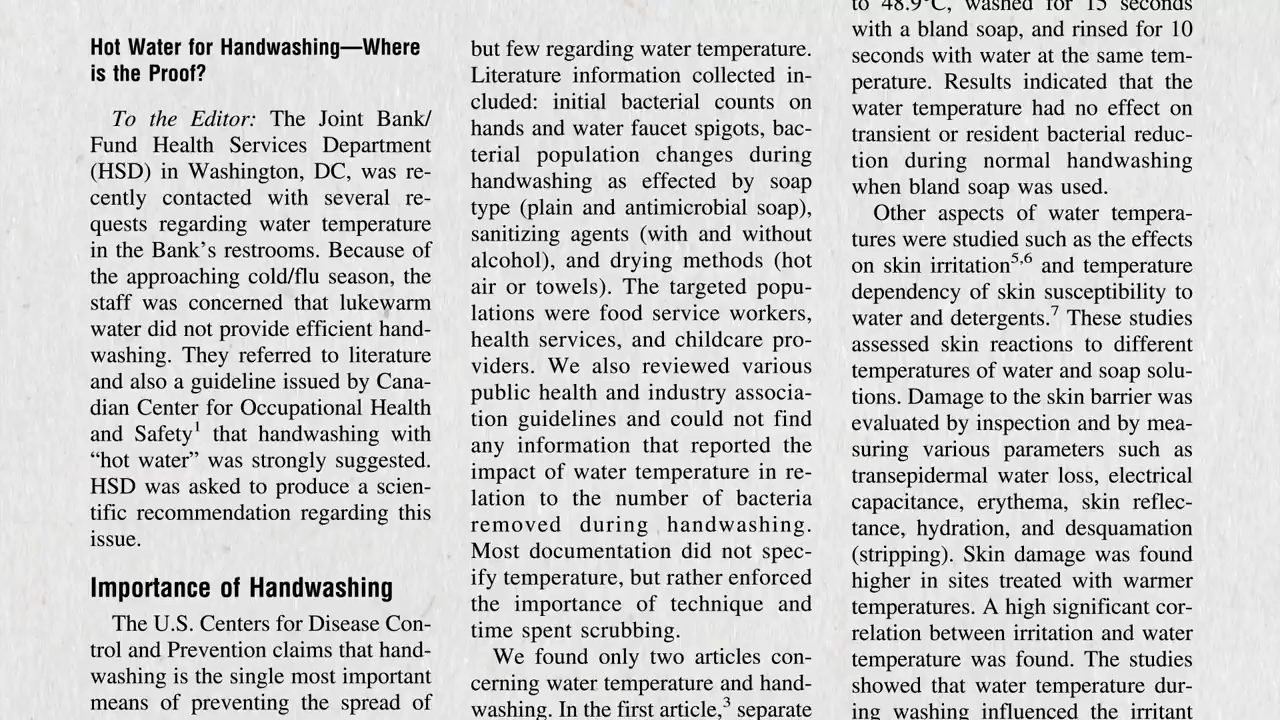 Hot Water for Handwashing—Where
is the Proof?
To the Editor: The Joint Bank/
Fund Health Services Department
(HSD) in Washington, DC, was re-
cently contacted with several re-
quests regarding water temperature
in the Bank’s restrooms. Because of
the approaching cold/flu season, the
staff was concerned that lukewarm
water did not provide efficient hand-
washing. They referred to literature
and also a guideline issued by Cana-
dian Center for Occupational Health
and Safety1 that handwashing with
“hot water” was strongly suggested.
HSD was asked to produce a scien-
tific recommendation regarding this
issue.
Importance of Handwashing
The U.S. Centers for Disease Con-
trol and Prevention claims that hand-
washing is the single most important
means of preventing the spread of
but few regarding water temperature.
Literature information collected in-
cluded: initial bacterial counts on
hands and water faucet spigots, bac-
terial population changes during
handwashing as effected by soap
type (plain and antimicrobial soap),
sanitizing agents (with and without
alcohol), and drying methods (hot
air or towels). The targeted popu-
lations were food service workers,
health services, and childcare pro-
viders. We also reviewed various
public health and industry associa-
tion guidelines and could not find
any information that reported the
impact of water temperature in re-
lation to the number of bacteria
removed during handwashing.
Most documentation did not spec-
ify temperature, but rather enforced
the importance of technique and
time spent scrubbing.
We found only two articles con-
cerning water temperature and hand-
washing. In the first article,3 separate
to 48.9°C, washed for 15 seconds
with a bland soap, and rinsed for 10
seconds with water at the same tem-
perature. Results indicated that the
water temperature had no effect on
transient or resident bacterial reduc-
tion during normal handwashing
when bland soap was used.
Other aspects of water tempera-
tures were studied such as the effects
on skin irritation5,6 and temperature
dependency of skin susceptibility to
water and detergents.7 These studies
assessed skin reactions to different
temperatures of water and soap solu-
tions. Damage to the skin barrier was
evaluated by inspection and by mea-
suring various parameters such as
transepidermal water loss, electrical
capacitance, erythema, skin reflec-
tance, hydration, and desquamation
(stripping). Skin damage was found
higher in sites treated with warmer
temperatures. A high significant cor-
relation between irritation and water
temperature was found. The studies
showed that water temperature dur-
ing washing influenced the irritant